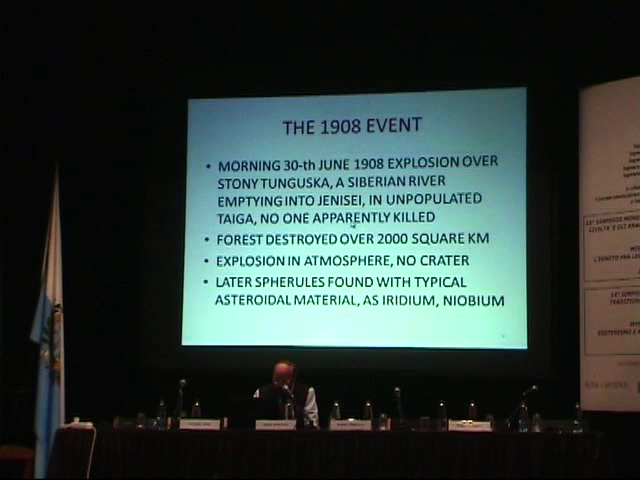 THE 1908 EVENT
• MORNING 30-th JUNE 1908 EXPLOSION OVER
STONY TUNGUSKA, A SIBERIAN RIVER
EMPTYING INTO JENISEI, IN UNPOPULATED
TAIGA, NO ONE APPARENTLY KILLED
• FOREST DESTROYED OVER 2000 SQUARE KM
• EXPLOSION IN ATMOSPHERE, NO CRATER
• LATER SPHERULES FOUND WITH TYPICAL
ASTEROIDAL MATERIAL, AS IRIDIUM, NIOBIUM